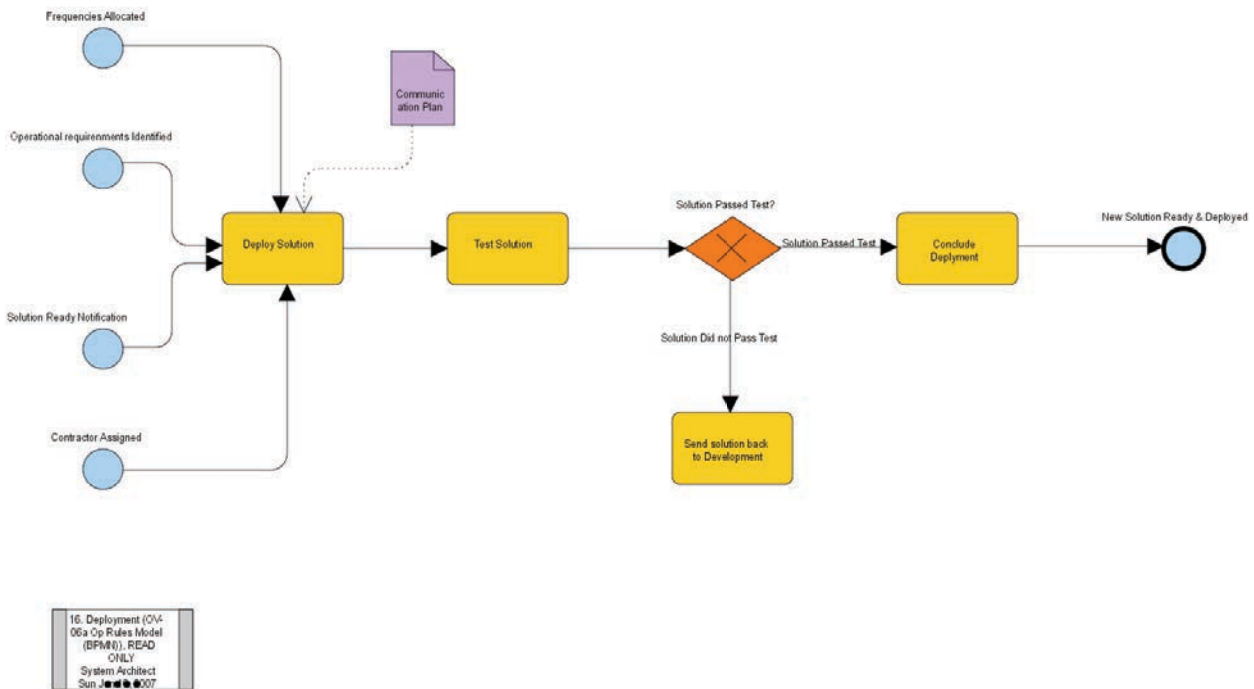 Frequencies Allocated
Communic
ation Plan
Operational requirenments Identified
Deploy Solution
Test Solution
Solution Passed Test?
Solution Passed Test
Conclude
Deplyment
New Solution Ready & Deployed
Solution Ready Notification
Solution Did not Pass Test
Contractor Assigned
Send solution back
to Development
16. Deployment (OV-
06a Op Rules Model
(BPMN)), READ
ONLY
System Architect
Sun